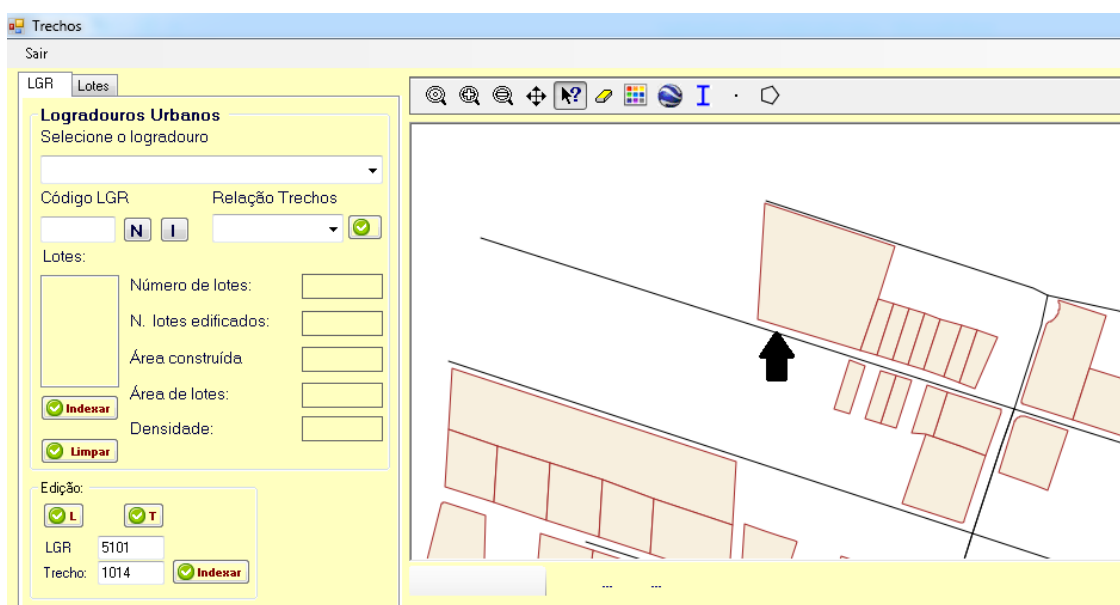 Trechos
Sair
LGR Lotes
Logradouros Urbanos
Selecione o logradouro
Código LGR Relação Trechos
N I
Lotes:
Número de lotes:
N. lotes edificados:
Área construída
Área de lotes:
Indexar
Densidade:
Limpar
Edição:
L T
LGR 5101
Trecho: 1014 Indexar
--- ---